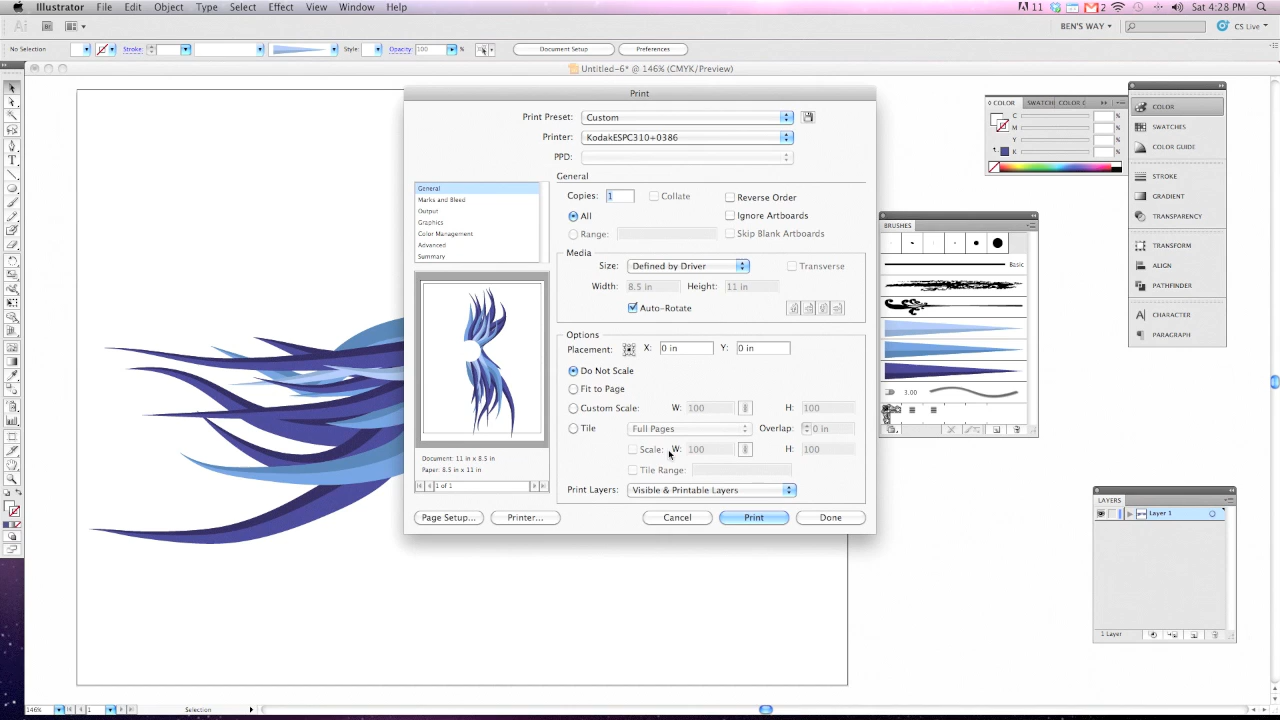 Illustrator File Edit Object Type Select Effect View Window Help 11 2 Sat 4:28 PM
BEN'S WAY CS Live
No Selection Stroke: Style: Opacity: 100 % Document Setup Preferences
Untitled-6* @ 146% (CMYK/Preview)
Print
Print Preset: Custom
Printer: KodakESPC310+0386
PPD:
General
Marks and Bleed
Output
Graphics
Color Management
Advanced
Summary
General
Copies: 1 Collate Reverse Order
All Ignore Artboards
Range: Skip Blank Artboards
Media
Size: Defined by Driver Transverse
Width: 8.5 in Height: 11 in
Auto-Rotate
Options
Placement: X: 0 in Y: 0 in
Do Not Scale
Fit to Page
Custom Scale: W: 100 H: 100
Tile Full Pages Overlap: 0 in
Scale: W: 100 H: 100
Tile Range:
Print Layers: Visible & Printable Layers
Document: 11 in x 8.5 in
Paper: 8.5 in x 11 in
1 of 1
Page Setup... Printer... Cancel Print Done
COLOR SWATCH COLOR G
C %
M %
Y %
K %
BRUSHES
Basic
3.00
COLOR
SWATCHES
COLOR GUIDE
STROKE
GRADIENT
TRANSPARENCY
TRANSFORM
ALIGN
PATHFINDER
CHARACTER
PARAGRAPH
LAYERS
Layer 1
1 Layer
146% 1 Selection